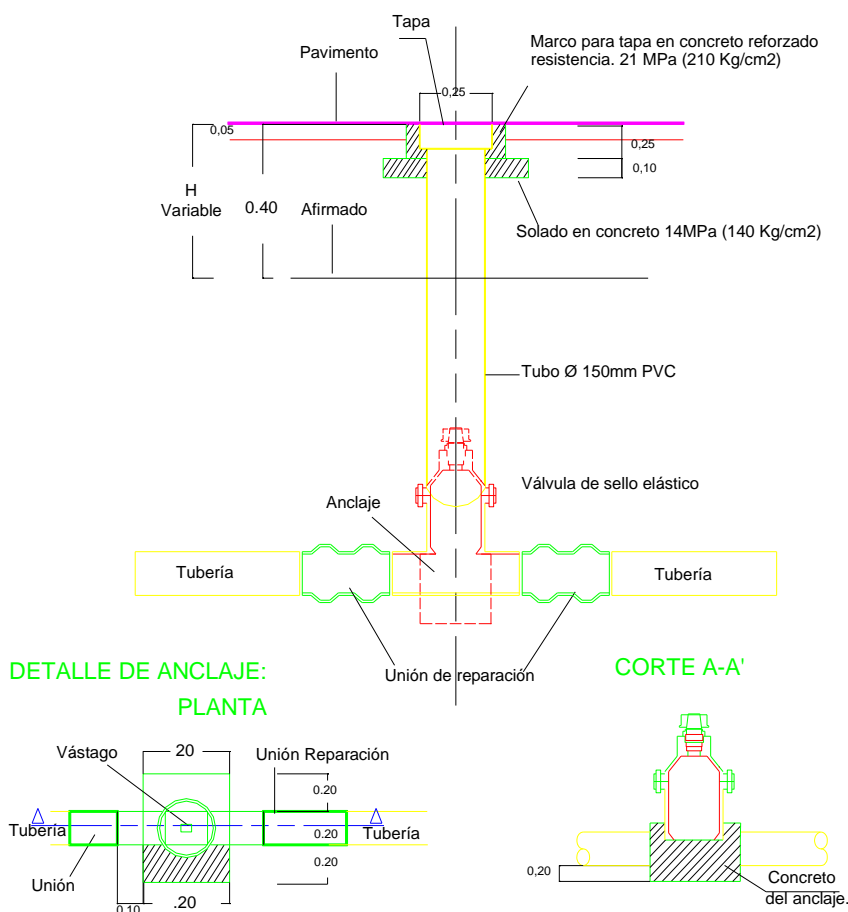 Tapa
Marco para tapa en concreto reforzado
resistencia. 21 MPa (210 Kg/cm2)
Pavimento
0,25
0,05
0,25
0,10
H
Variable
0.40
Afirmado
Solado en concreto 14MPa (140 Kg/cm2)
Tubo Ø 150mm PVC
Válvula de sello elástico
Anclaje
Tubería
Tubería
Unión de reparación
DETALLE DE ANCLAJE:
PLANTA
CORTE A-A'
20
Unión Reparación
Vástago
0.20
Tubería
0.20
Tubería
0.20
Unión
0.10
.20
0,20
Concreto
del anclaje.